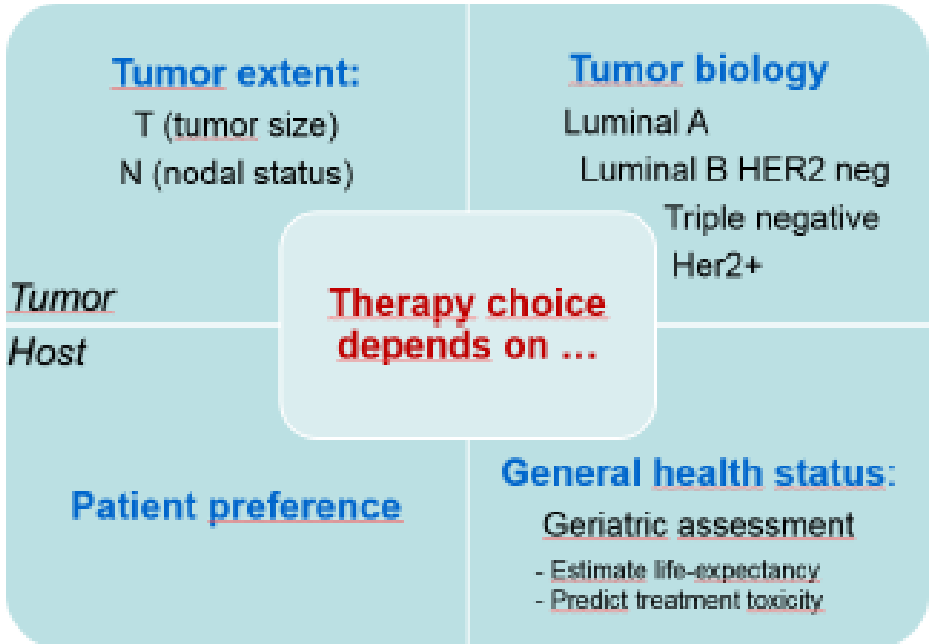 Tumor extent:
T (tumor size)
N (nodal status)
Tumor biology
Luminal A
Luminal B HER2 neg
Triple negative
Her2+
Tumor
Host
Therapy choice
depends on ...
Patient preference
General health status:
Geriatric assessment
- Estimate life-expectancy
- Predict treatment toxicity